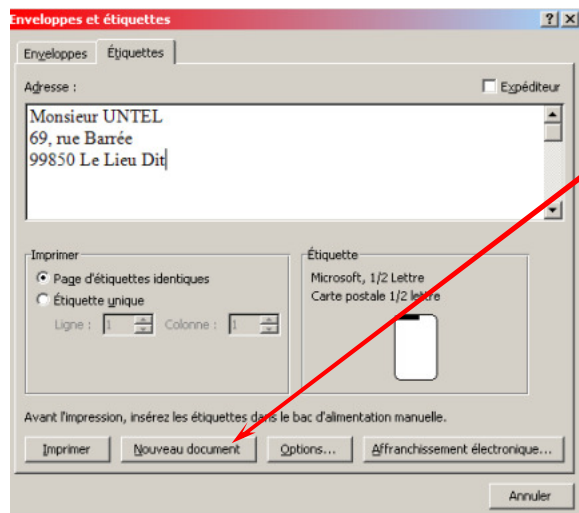 Enveloppes et étiquettes
Enveloppes Étiquettes
Adresse :
Expéditeur
Monsieur UNTEL
69, rue Barrée
99850 Le Lieu Dit
Imprimer
Page d'étiquettes identiques
Étiquette unique
Ligne : 1 Colonne : 1
Étiquette
Microsoft, 1/2 Lettre
Carte postale 1/2 lettre
Avant l'impression, insérez les étiquettes dans le bac d'alimentation manuelle.
Imprimer Nouveau document Options... Affranchissement électronique...
Annuler